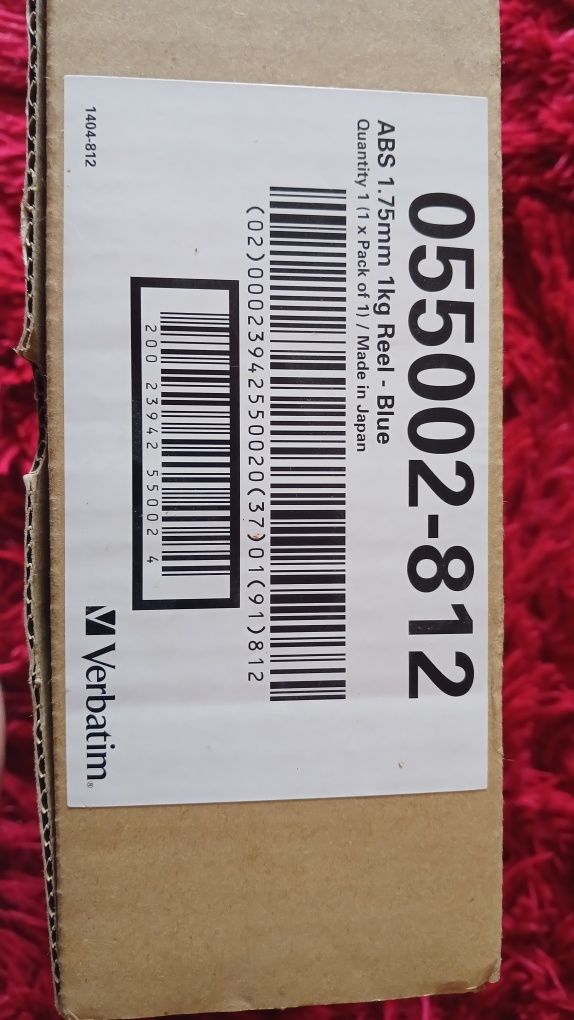 055002-812
ABS 1.75mm 1kg Reel - Blue
Quantity 1 (1 x Pack of 1) / Made in Japan
(02)00023942550020(37)01(91)812
200 23942 55002 4
1404-812
Verbatim®